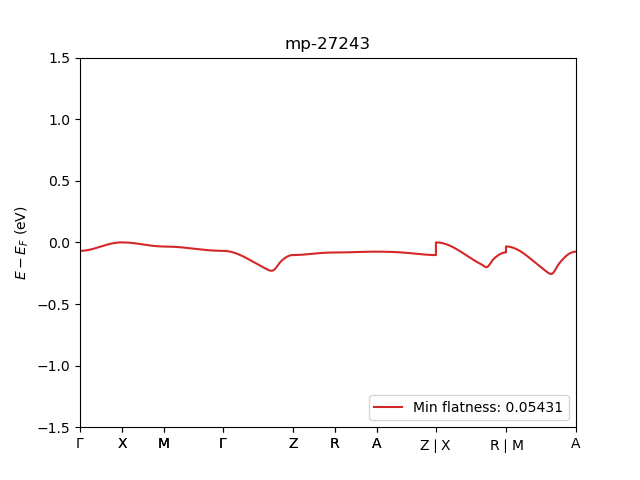 mp-27243
1.5
1.0
0.5
0.0
−0.5
−1.0
−1.5
E − E_F (eV)
Min flatness: 0.05431
Γ X M Γ Z R A Z | X R | M A